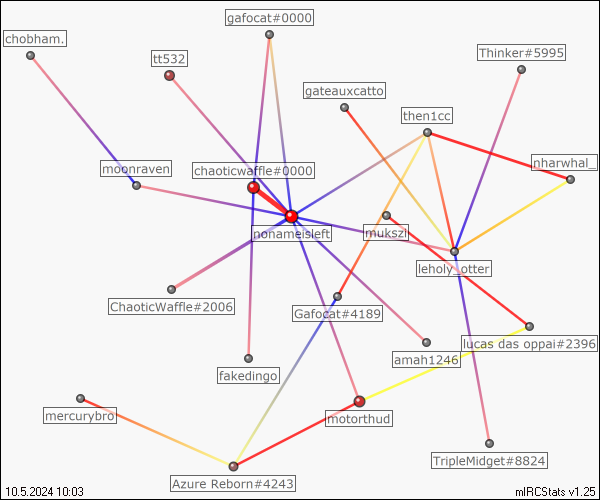 gafocat#0000
chobham.
tt532
Thinker#5995
gateauxcatto
then1cc
nharwhal_
moonraven
chaoticwaffle#0000
nonameisleft
mukszi
leholy_otter
ChaoticWaffle#2006
Gafocat#4189
lucas das oppai#2396
amah1246
fakedingo
mercurybro
motorthud
TripleMidget#8824
Azure Reborn#4243
10.5.2024 10:03
mIRCStats v1.25